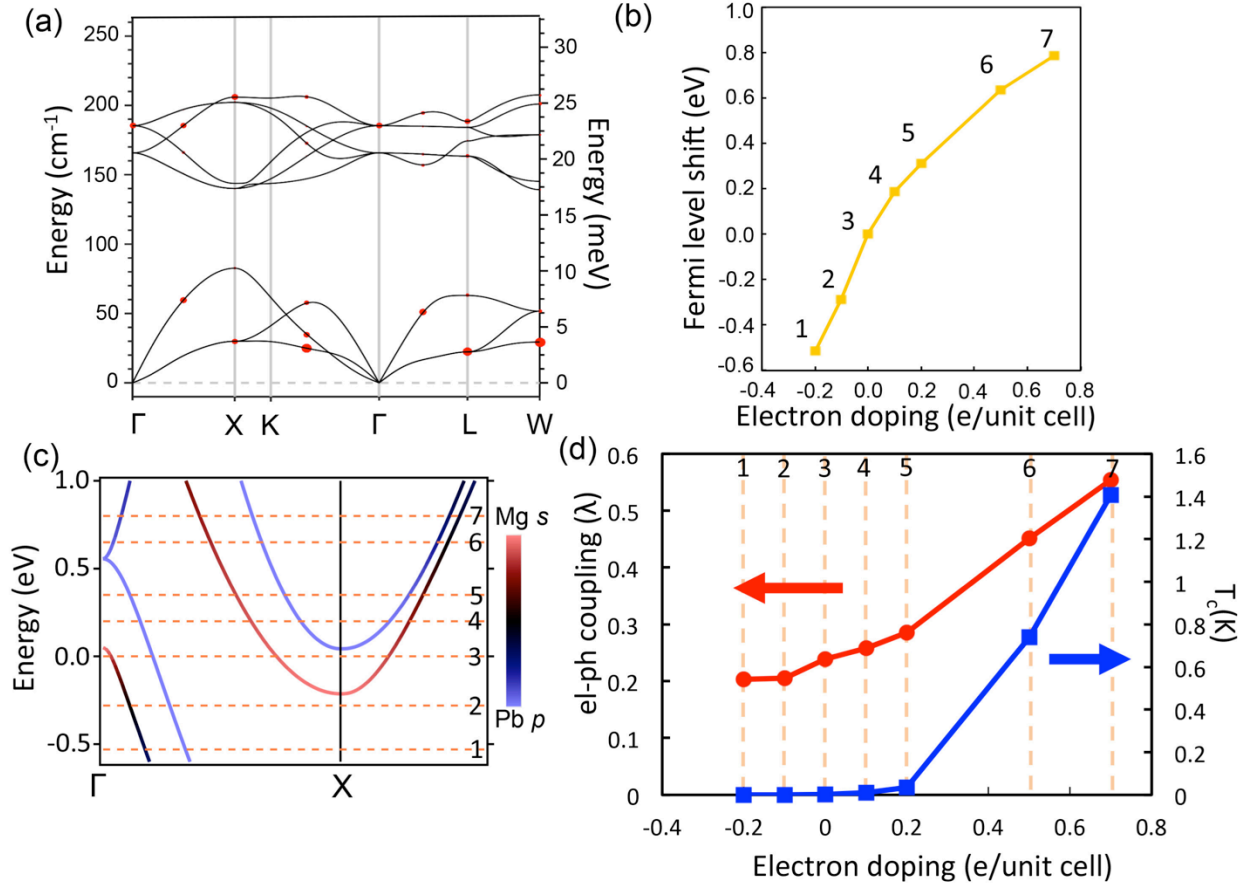 (a)
250
200
150
100
50
0
Energy (cm⁻¹)
30
25
20
15
10
5
0
Energy (meV)
Γ X K Γ L W
(b)
1.0
0.8
0.6
0.4
0.2
0.0
-0.2
-0.4
-0.6
Fermi level shift (eV)
1 2 3 4 5 6 7
-0.4 -0.2 0.0 0.2 0.4 0.6 0.8
Electron doping (e/unit cell)
(c)
1.0
0.5
0.0
-0.5
Energy (eV)
7
6
5
4
3
2
1
Mg s
Pb p
Γ X
(d)
0.6
0.5
0.4
0.3
0.2
0.1
0
el-ph coupling (λ)
1 2 3 4 5 6 7
1.6
1.4
1.2
1
0.8
0.6
0.4
0.2
0
Tc(K)
-0.4 -0.2 0 0.2 0.4 0.6 0.8
Electron doping (e/unit cell)